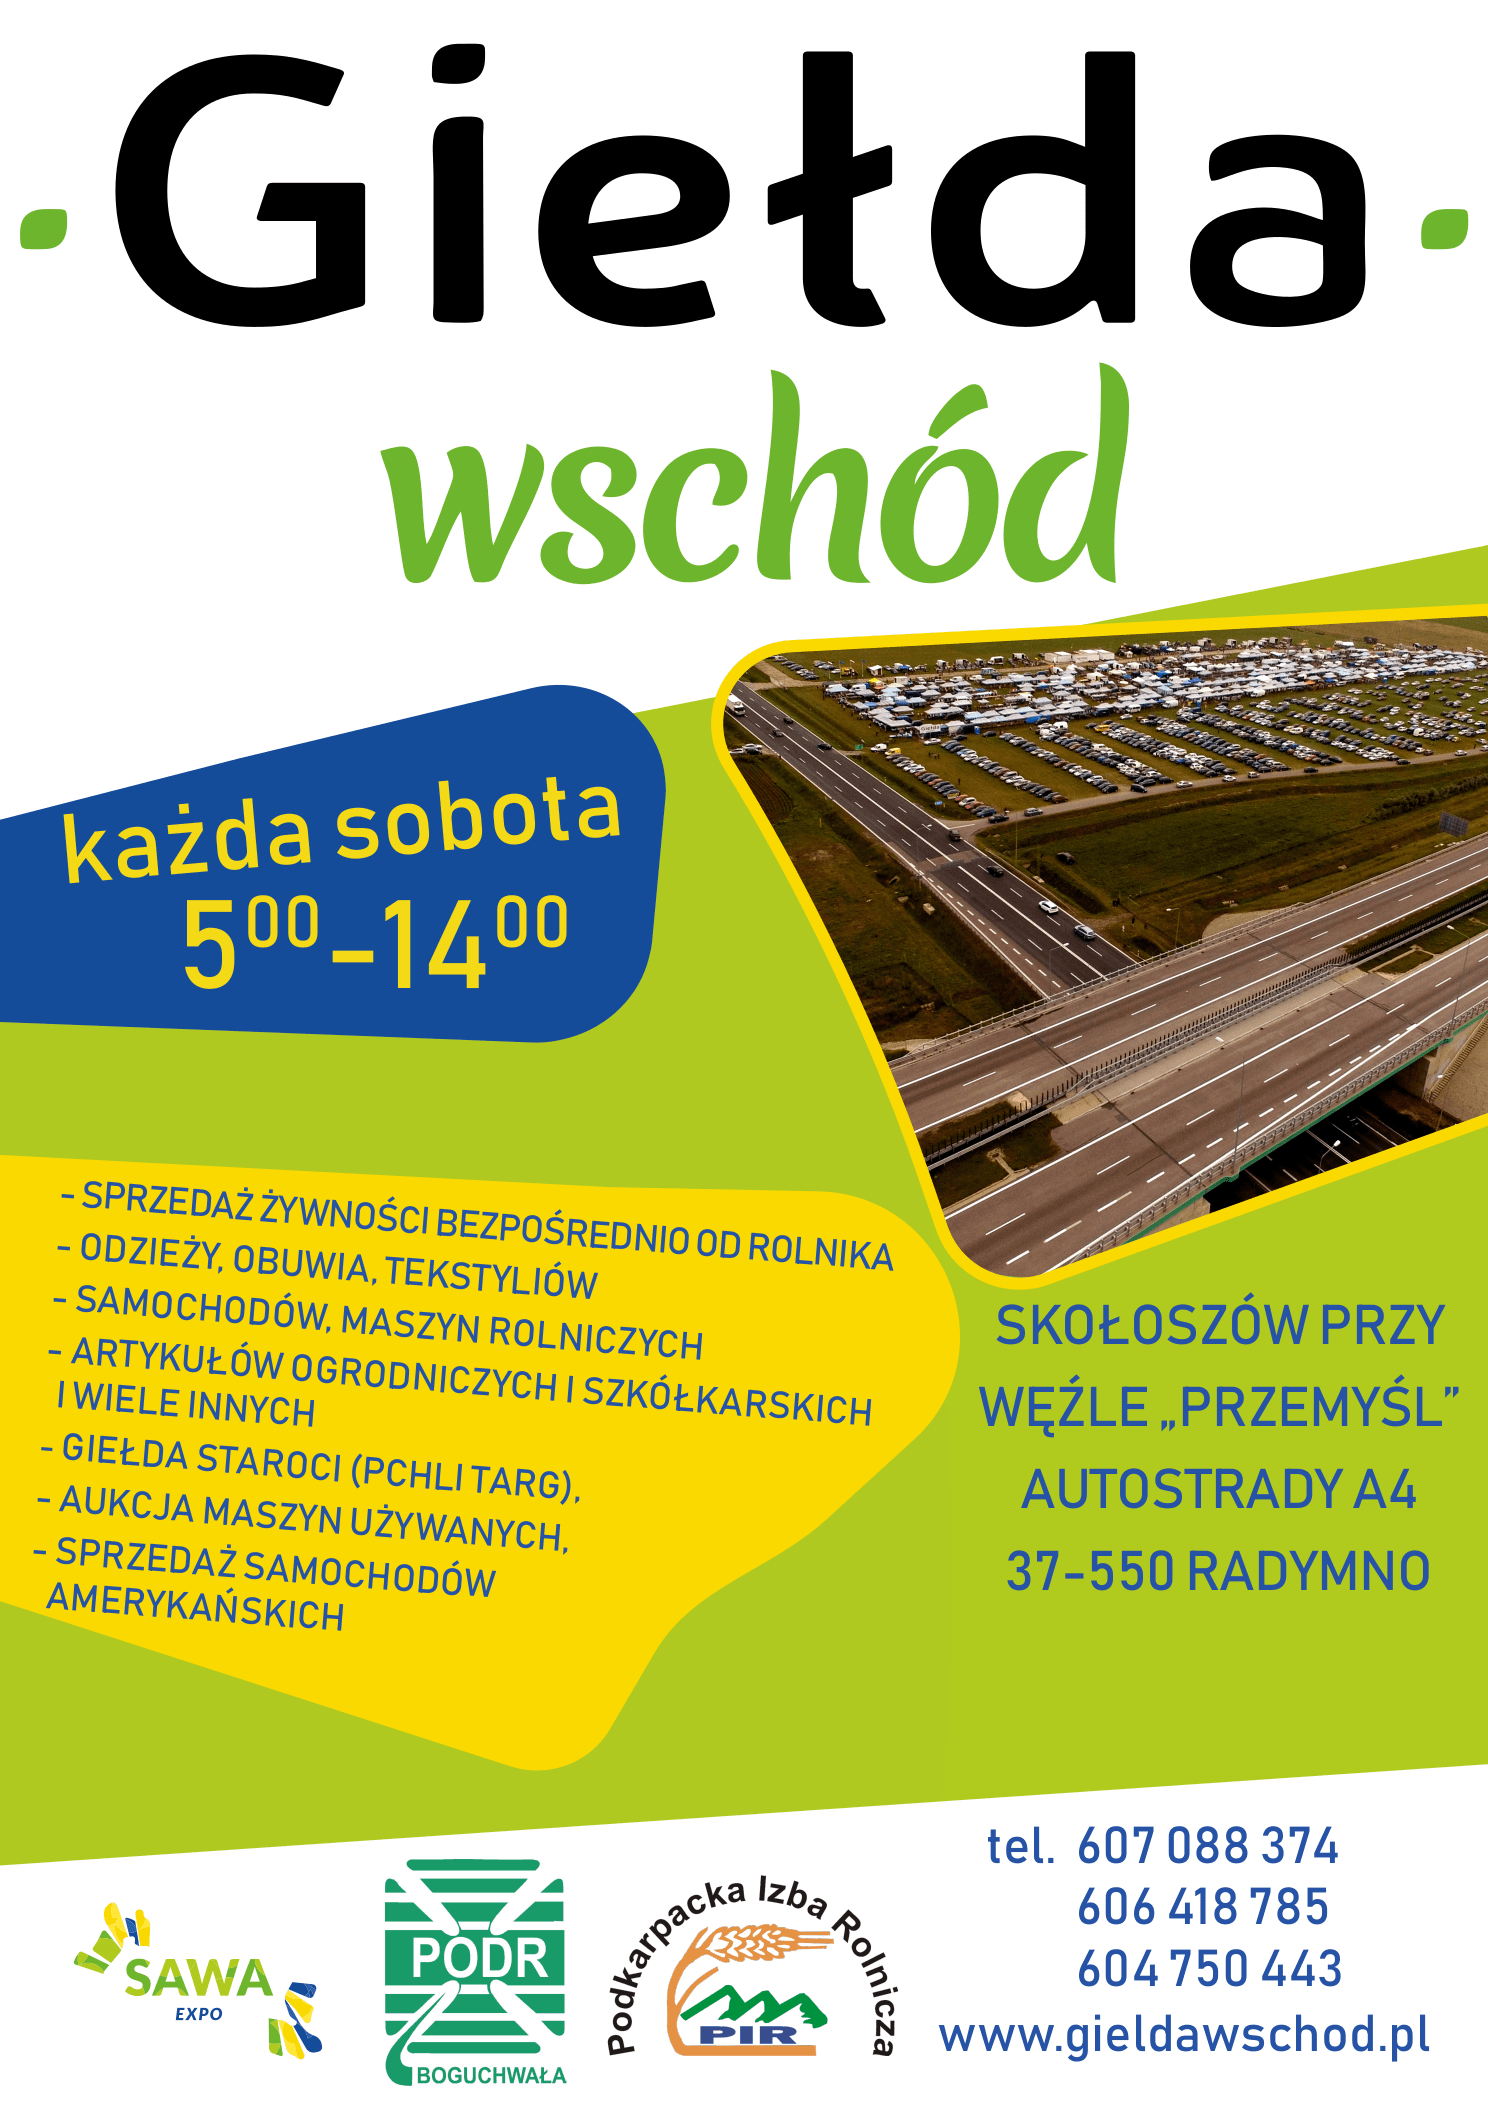 Giełda
wschód
każda sobota
5⁰⁰-14⁰⁰
Giełda
- SPRZEDAŻ ŻYWNOŚCI BEZPOŚREDNIO OD ROLNIKA
- ODZIEŻY, OBUWIA, TEKSTYLIÓW
- SAMOCHODÓW, MASZYN ROLNICZYCH
- ARTYKUŁÓW OGRODNICZYCH I SZKÓŁKARSKICH
I WIELE INNYCH
- GIEŁDA STAROCI (PCHLI TARG),
- AUKCJA MASZYN UŻYWANYCH,
- SPRZEDAŻ SAMOCHODÓW
AMERYKAŃSKICH
SKOŁOSZÓW PRZY
WĘŹLE „PRZEMYŚL”
AUTOSTRADY A4
37-550 RADYMNO
SAWA
EXPO
PODR
BOGUCHWAŁA
Podkarpacka Izba Rolnicza
PIR
tel. 607 088 374
606 418 785
604 750 443
www.gieldawschod.pl